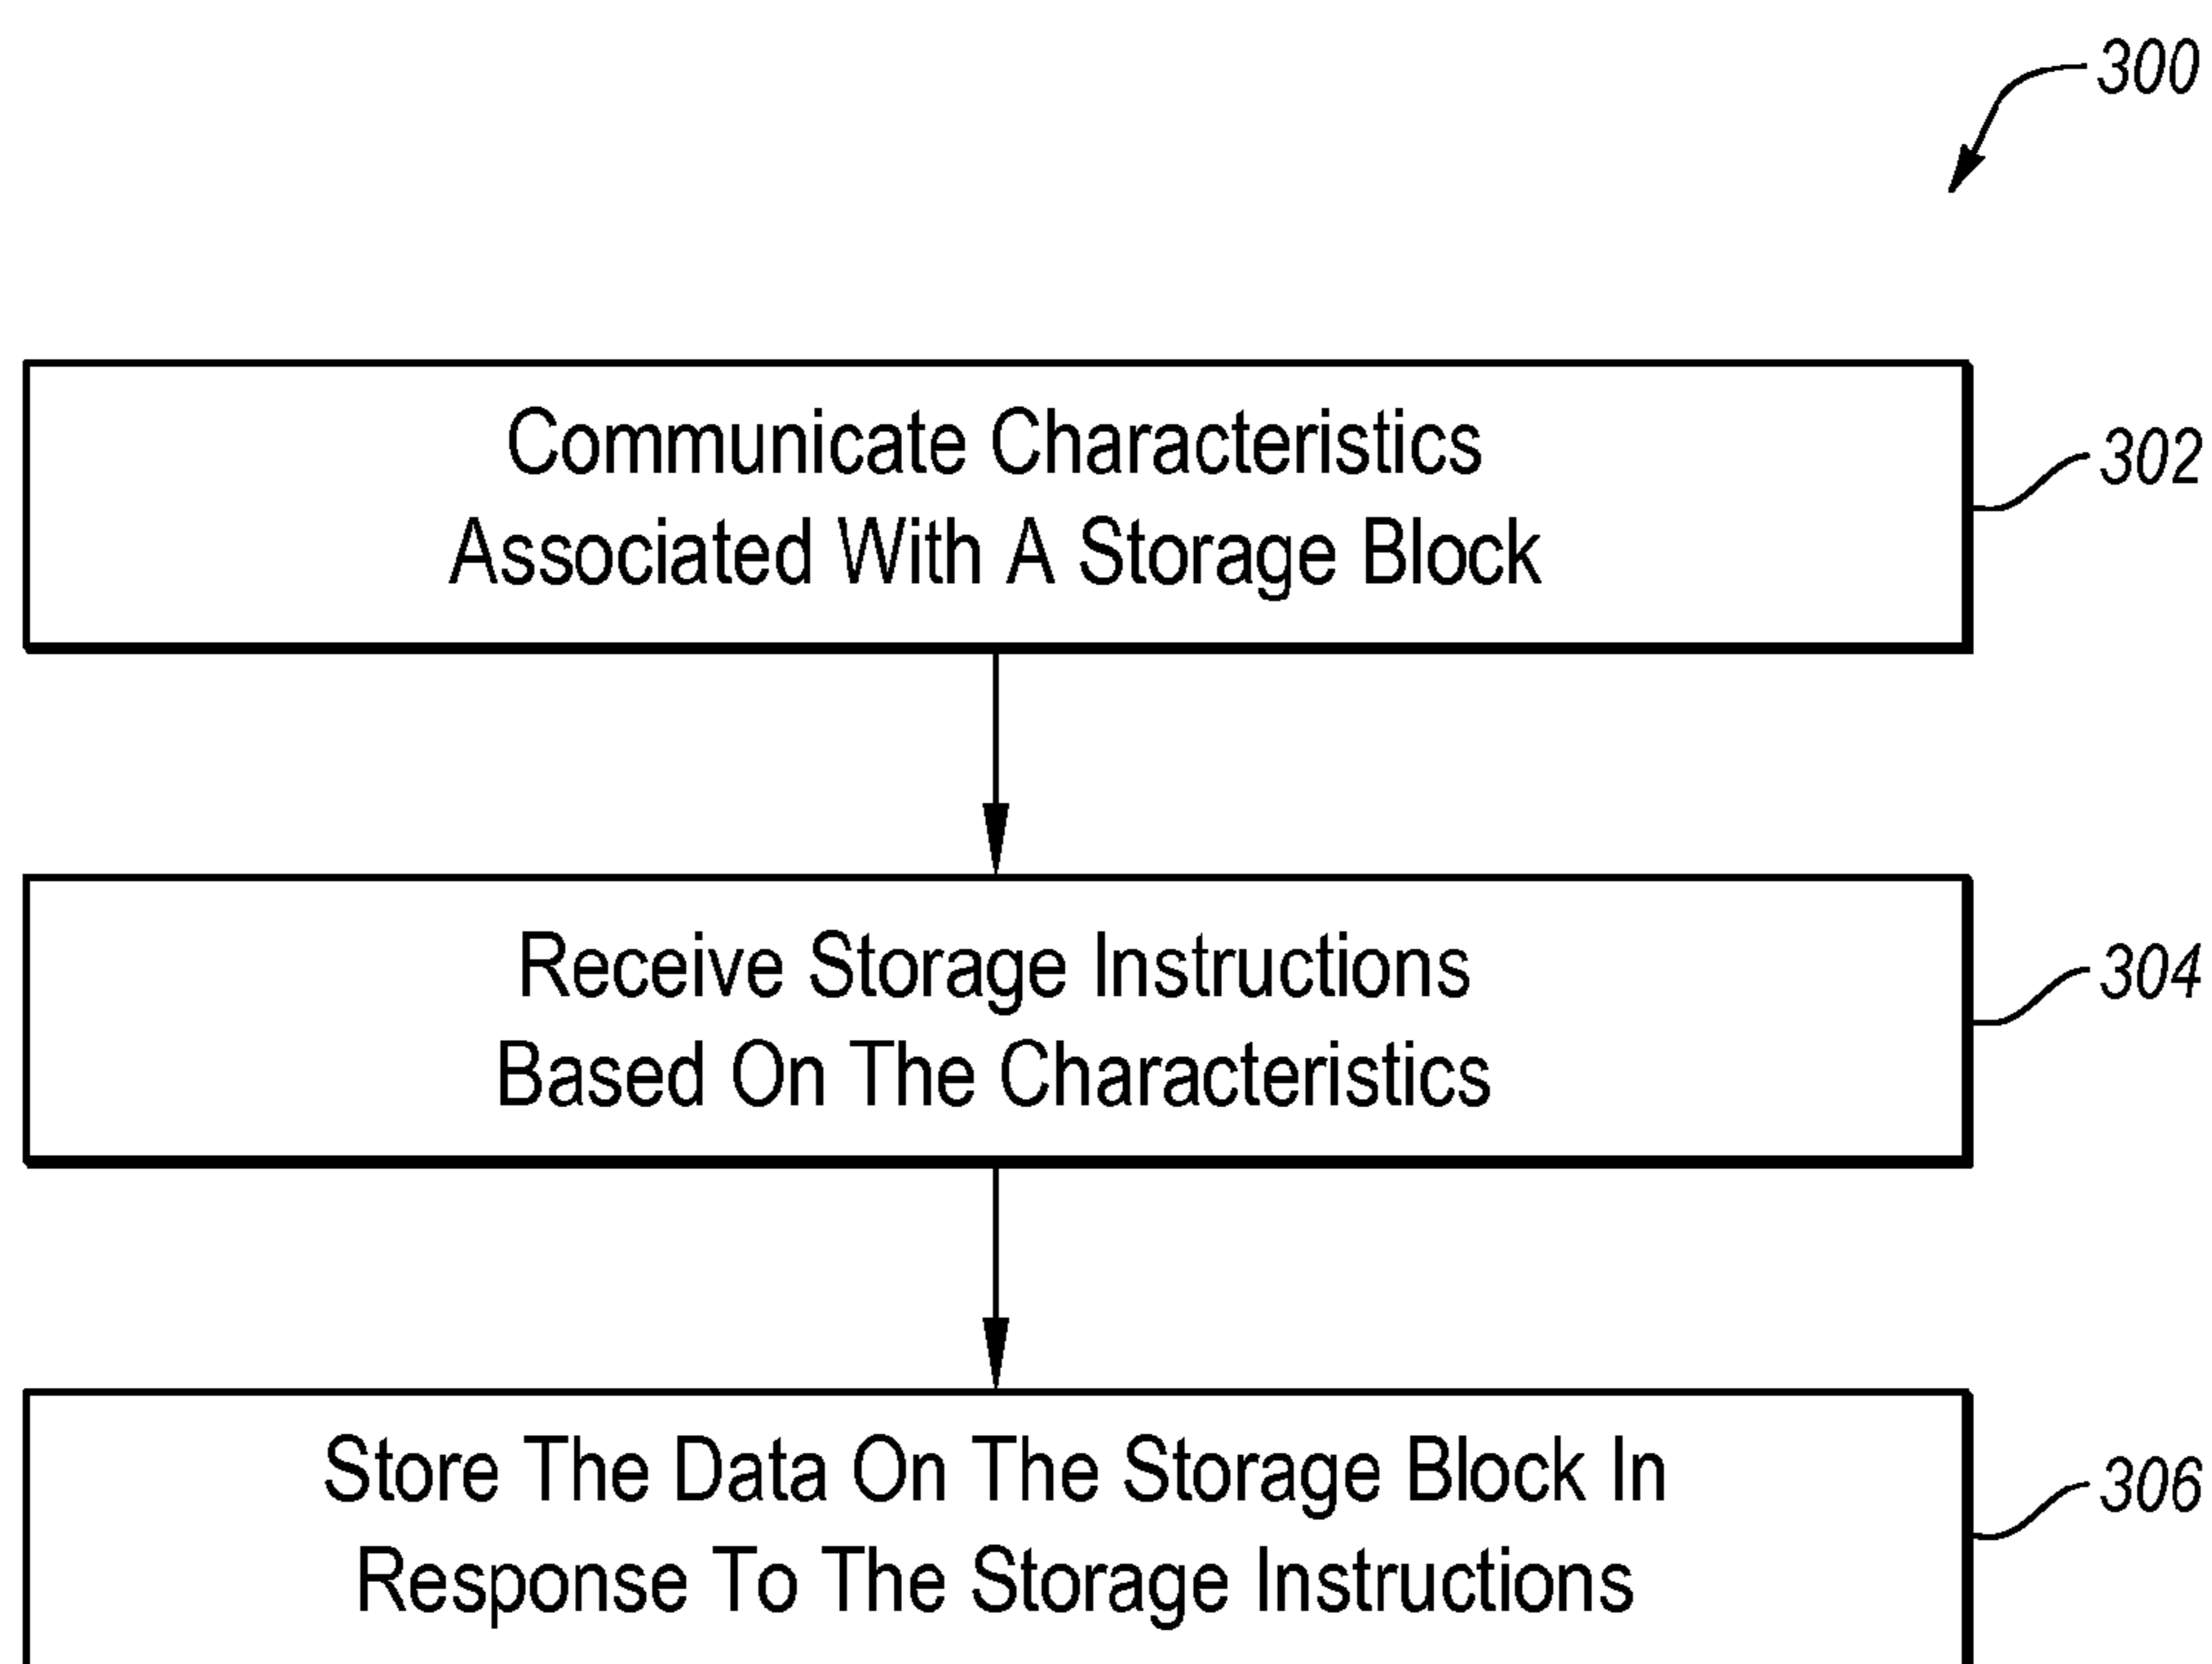 300
Communicate Characteristics
Associated With A Storage Block
302
Receive Storage Instructions
Based On The Characteristics
304
Store The Data On The Storage Block In
Response To The Storage Instructions
306